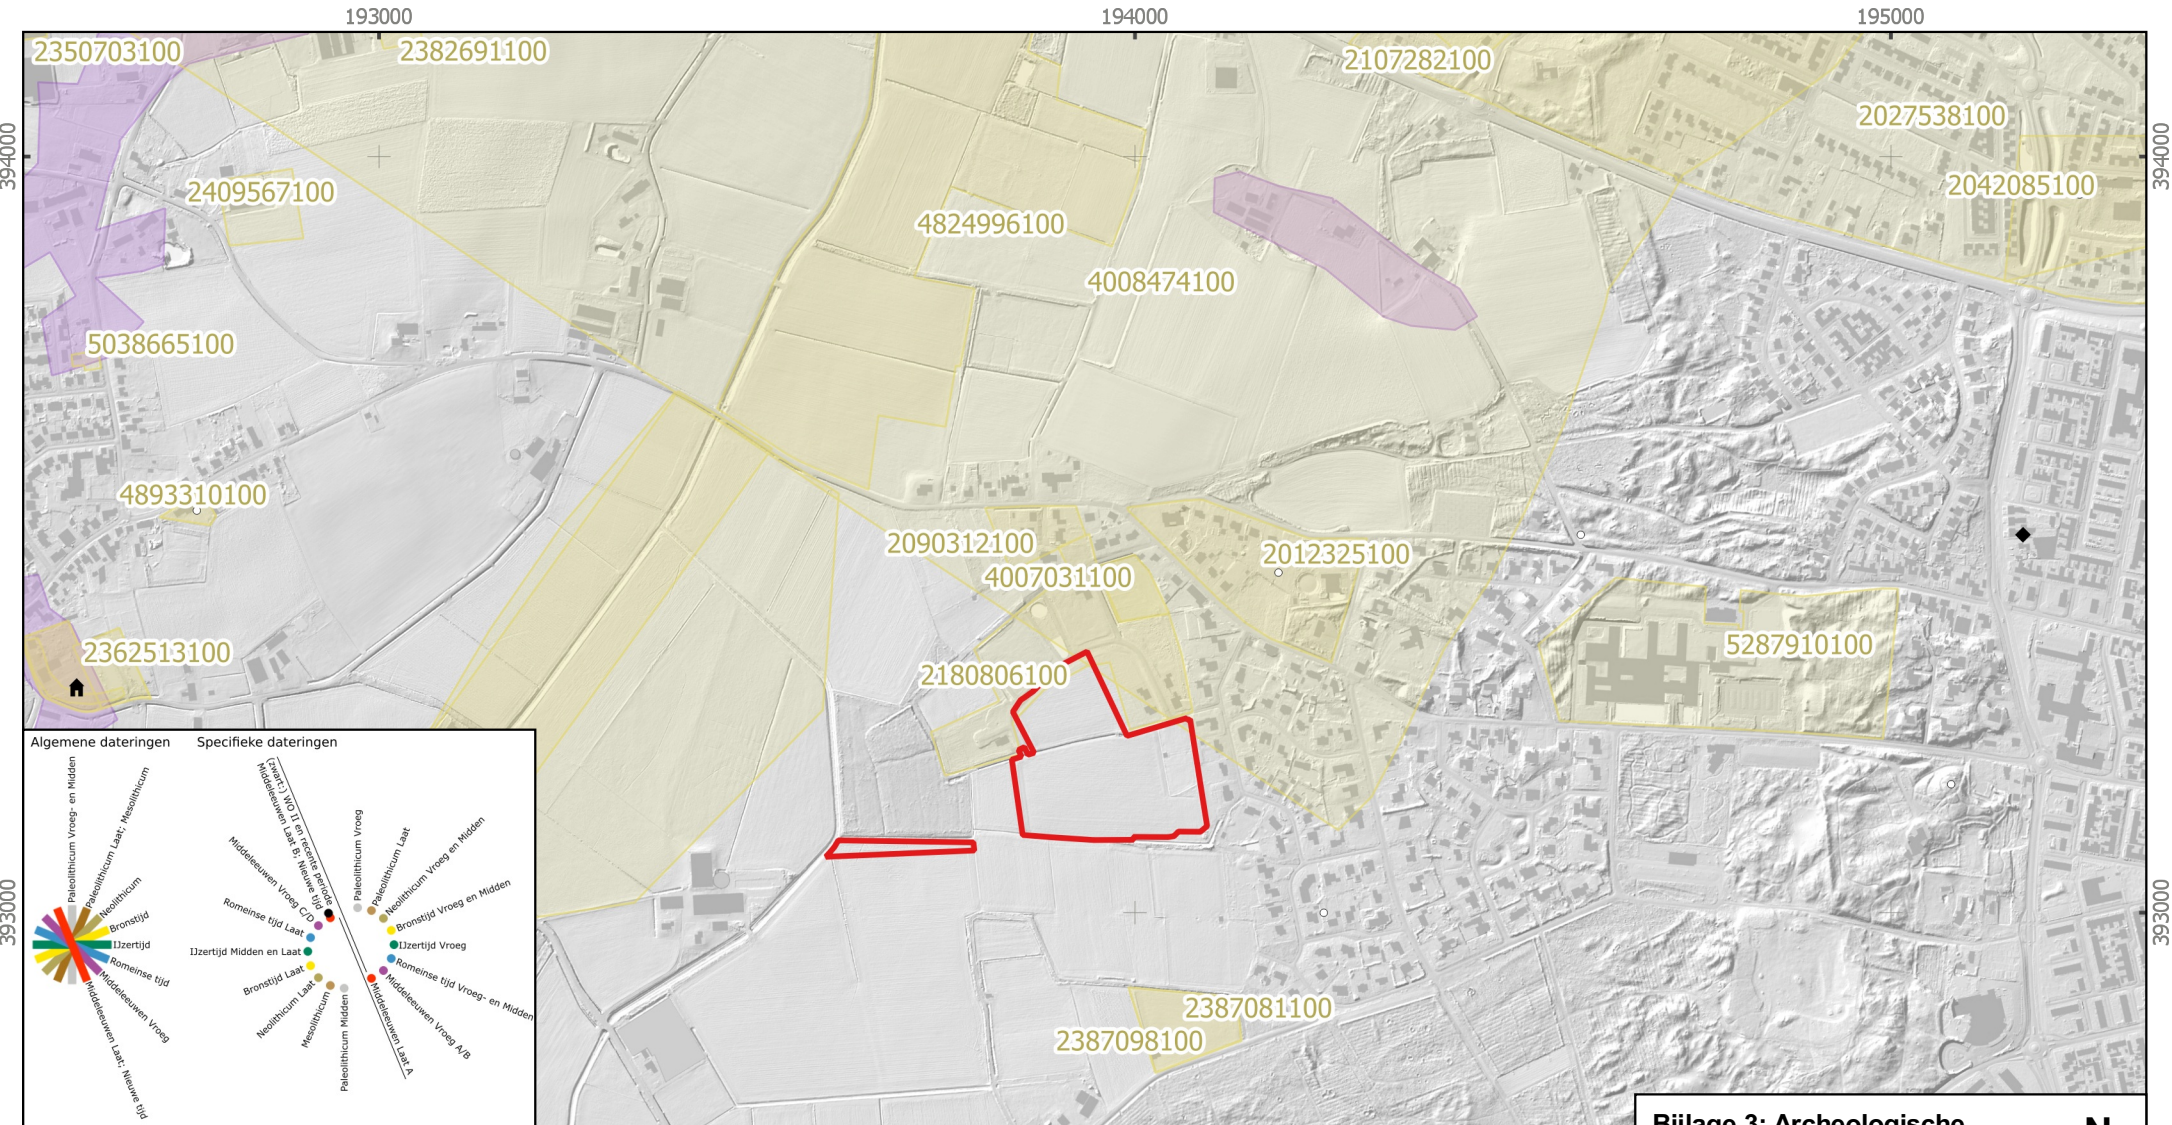 193000
194000
195000
394000
394000
2350703100
2382691100
2107282100
2027538100
2409567100
2042085100
4824996100
4008474100
5038665100
4893310100
2090312100
2012325100
4007031100
2362513100
5287910100
2180806100
393000
393000
2387081100
2387098100
Algemene dateringen
Paleolithicum Vroeg- en Midden
Paleolithicum Laat; Mesolithicum
Neolithicum
Bronstijd
IJzertijd
Romeinse tijd
Middeleeuwen Vroeg
Middeleeuwen Laat; Nieuwe tijd
Specifieke dateringen
(zwart:) WO II en recente periode
Middeleeuwen Laat B; Nieuwe tijd
Middeleeuwen Vroeg C/D
Romeinse tijd Laat
IJzertijd Midden en Laat
Bronstijd Laat
Neolithicum Laat
Mesolithicum
Paleolithicum Midden
Paleolithicum Vroeg
Paleolithicum Laat
Neolithicum Vroeg en Midden
Bronstijd Vroeg en Midden
IJzertijd Vroeg
Romeinse tijd Vroeg- en Midden
Middeleeuwen Vroeg A/B
Middeleeuwen Laat A
Bijlage 3: Archeologische
N